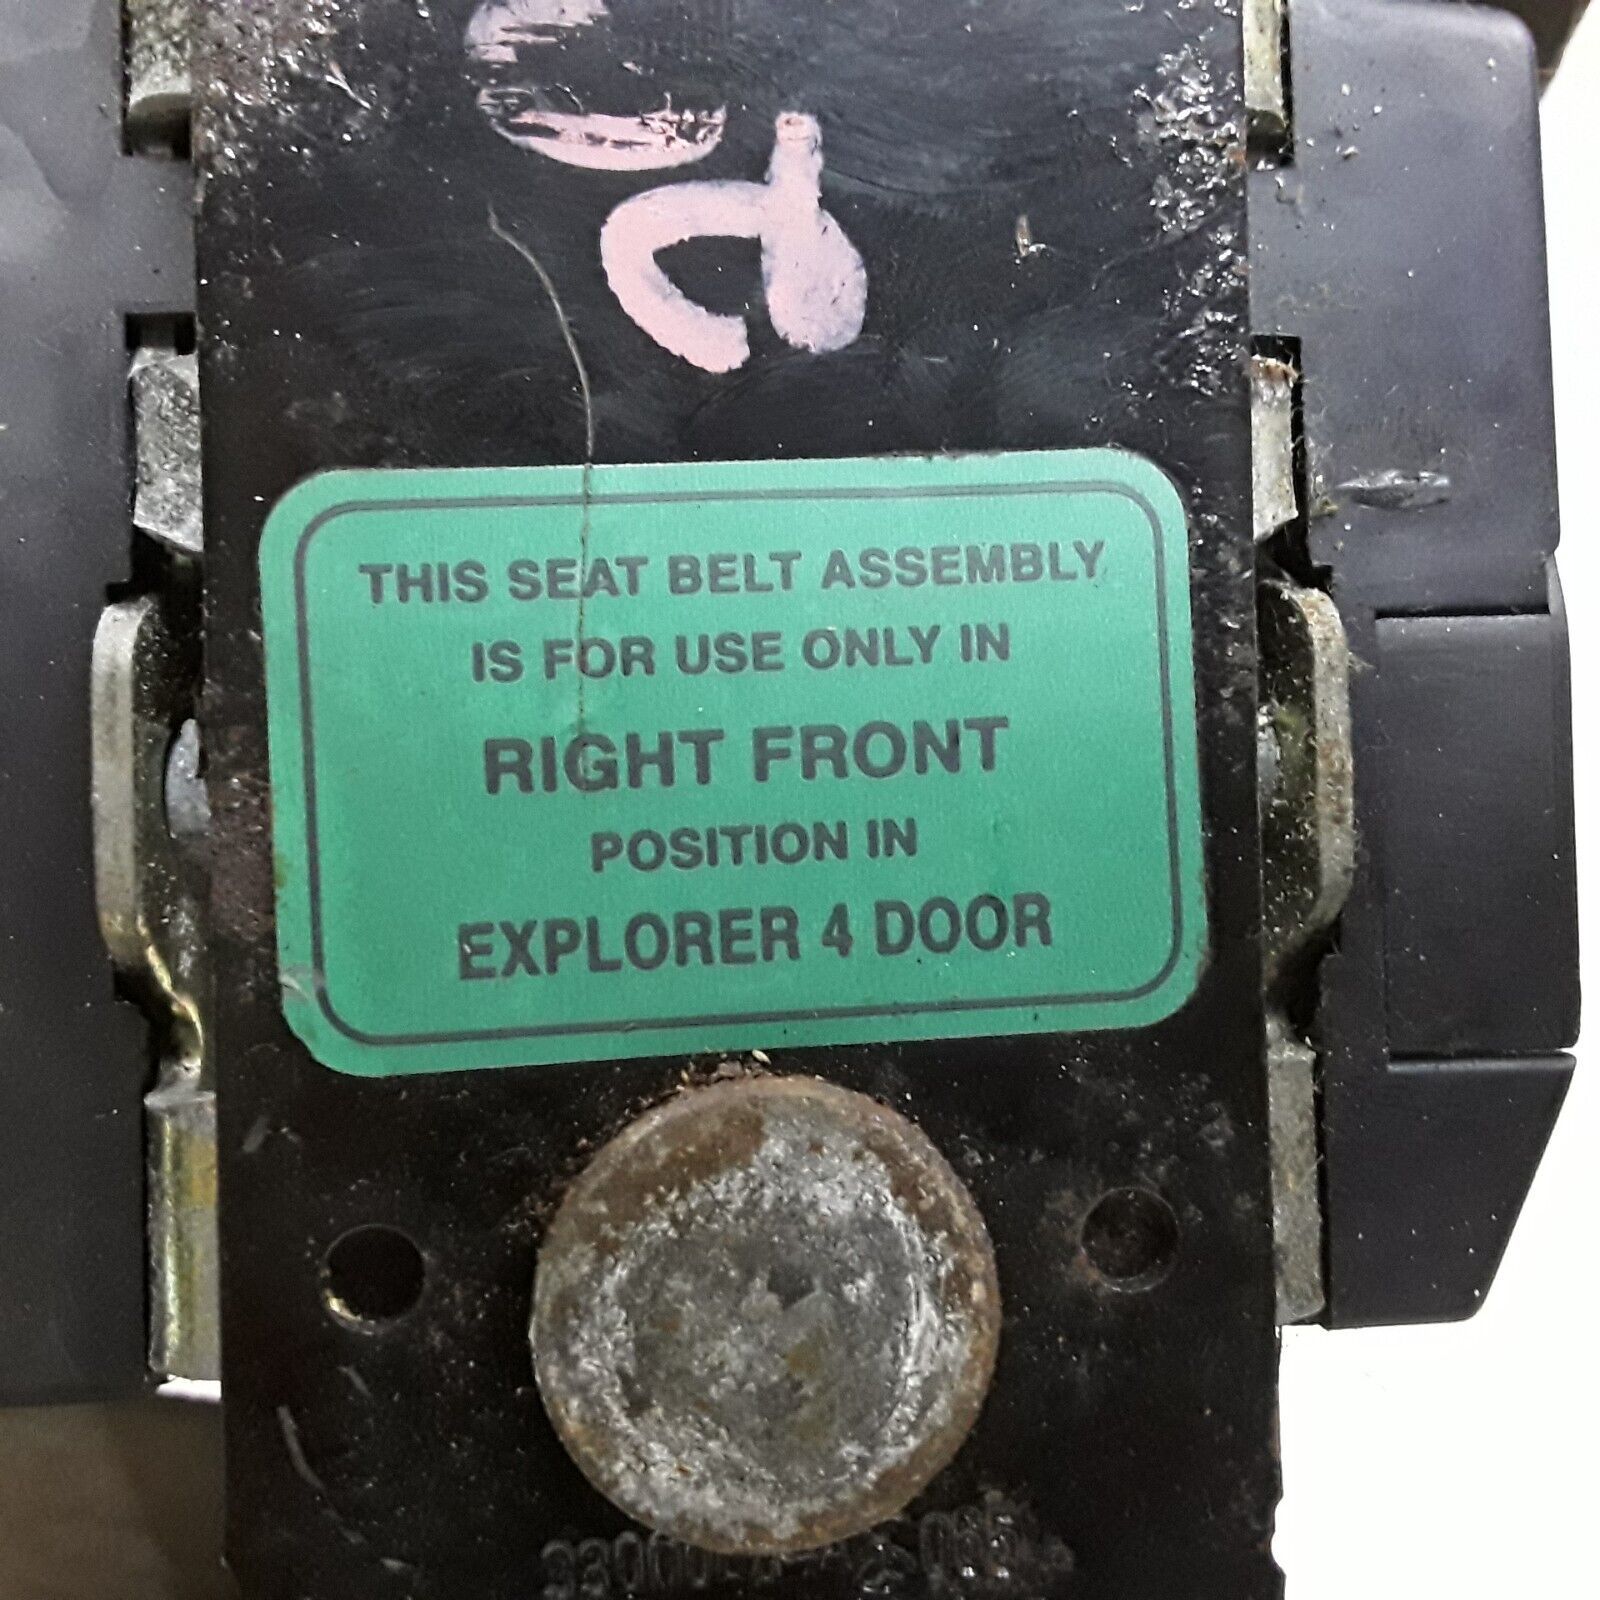 THIS SEAT BELT ASSEMBLY
IS FOR USE ONLY IN
RIGHT FRONT
POSITION IN
EXPLORER 4 DOOR